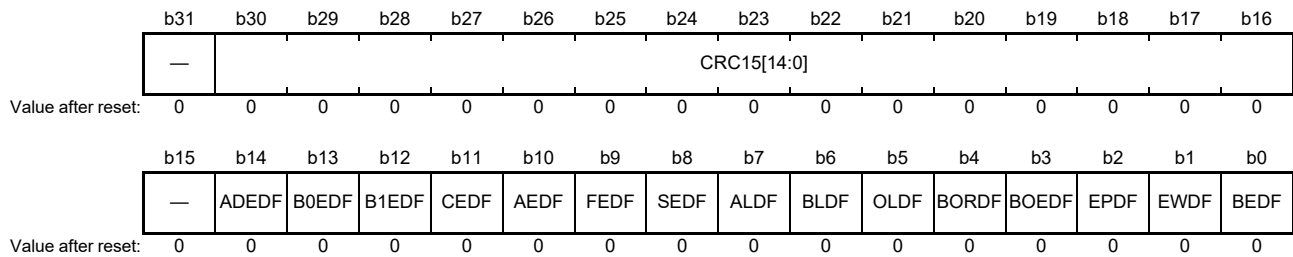 b31 b30 b29 b28 b27 b26 b25 b24 b23 b22 b21 b20 b19 b18 b17 b16
— CRC15[14:0]
Value after reset: 0 0 0 0 0 0 0 0 0 0 0 0 0 0 0 0
b15 b14 b13 b12 b11 b10 b9 b8 b7 b6 b5 b4 b3 b2 b1 b0
— ADEDF B0EDF B1EDF CEDF AEDF FEDF SEDF ALDF BLDF OLDF BORDF BOEDF EPDF EWDF BEDF
Value after reset: 0 0 0 0 0 0 0 0 0 0 0 0 0 0 0 0